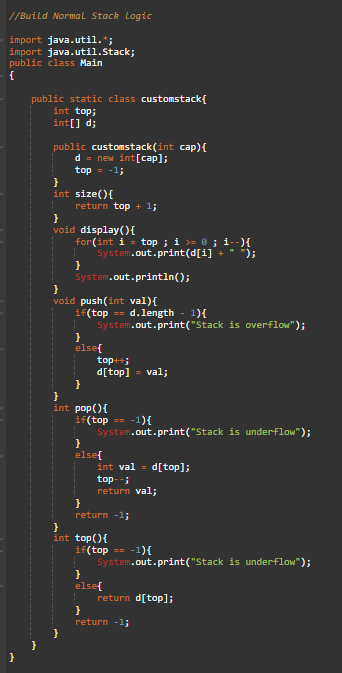 //Build Normal Stack Logic
import java.util.*;
import java.util.Stack;
public class Main
{
public static class customstack{
int top;
int[] d;
public customstack(int cap){
d = new int[cap];
top = -1;
}
int size(){
return top + 1;
}
void display(){
for(int i = top ; i >= 0 ; i--){
System.out.print(d[i] + " ");
}
System.out.println();
}
void push(int val){
if(top == d.length - 1){
System.out.print("Stack is overflow");
}
else{
top++;
d[top] = val;
}
}
int pop(){
if(top == -1){
System.out.print("Stack is underflow");
}
else{
int val = d[top];
top--;
return val;
}
return -1;
}
int top(){
if(top == -1){
System.out.print("Stack is underflow");
}
else{
return d[top];
}
return -1;
}
}
}